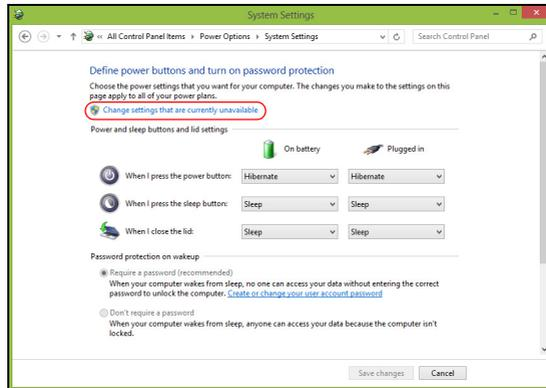 System Settings
« All Control Panel Items › Power Options › System Settings
Search Control Panel
Define power buttons and turn on password protection
Choose the power settings that you want for your computer. The changes you make to the settings on this
page apply to all of your power plans.
Change settings that are currently unavailable
Power and sleep buttons and lid settings
On battery Plugged in
When I press the power button: Hibernate Hibernate
When I press the sleep button: Sleep Sleep
When I close the lid: Sleep Sleep
Password protection on wakeup
Require a password (recommended)
When your computer wakes from sleep, no one can access your data without entering the correct
password to unlock the computer. Create or change your user account password
Don't require a password
When your computer wakes from sleep, anyone can access your data because the computer isn't
locked.
Save changes Cancel